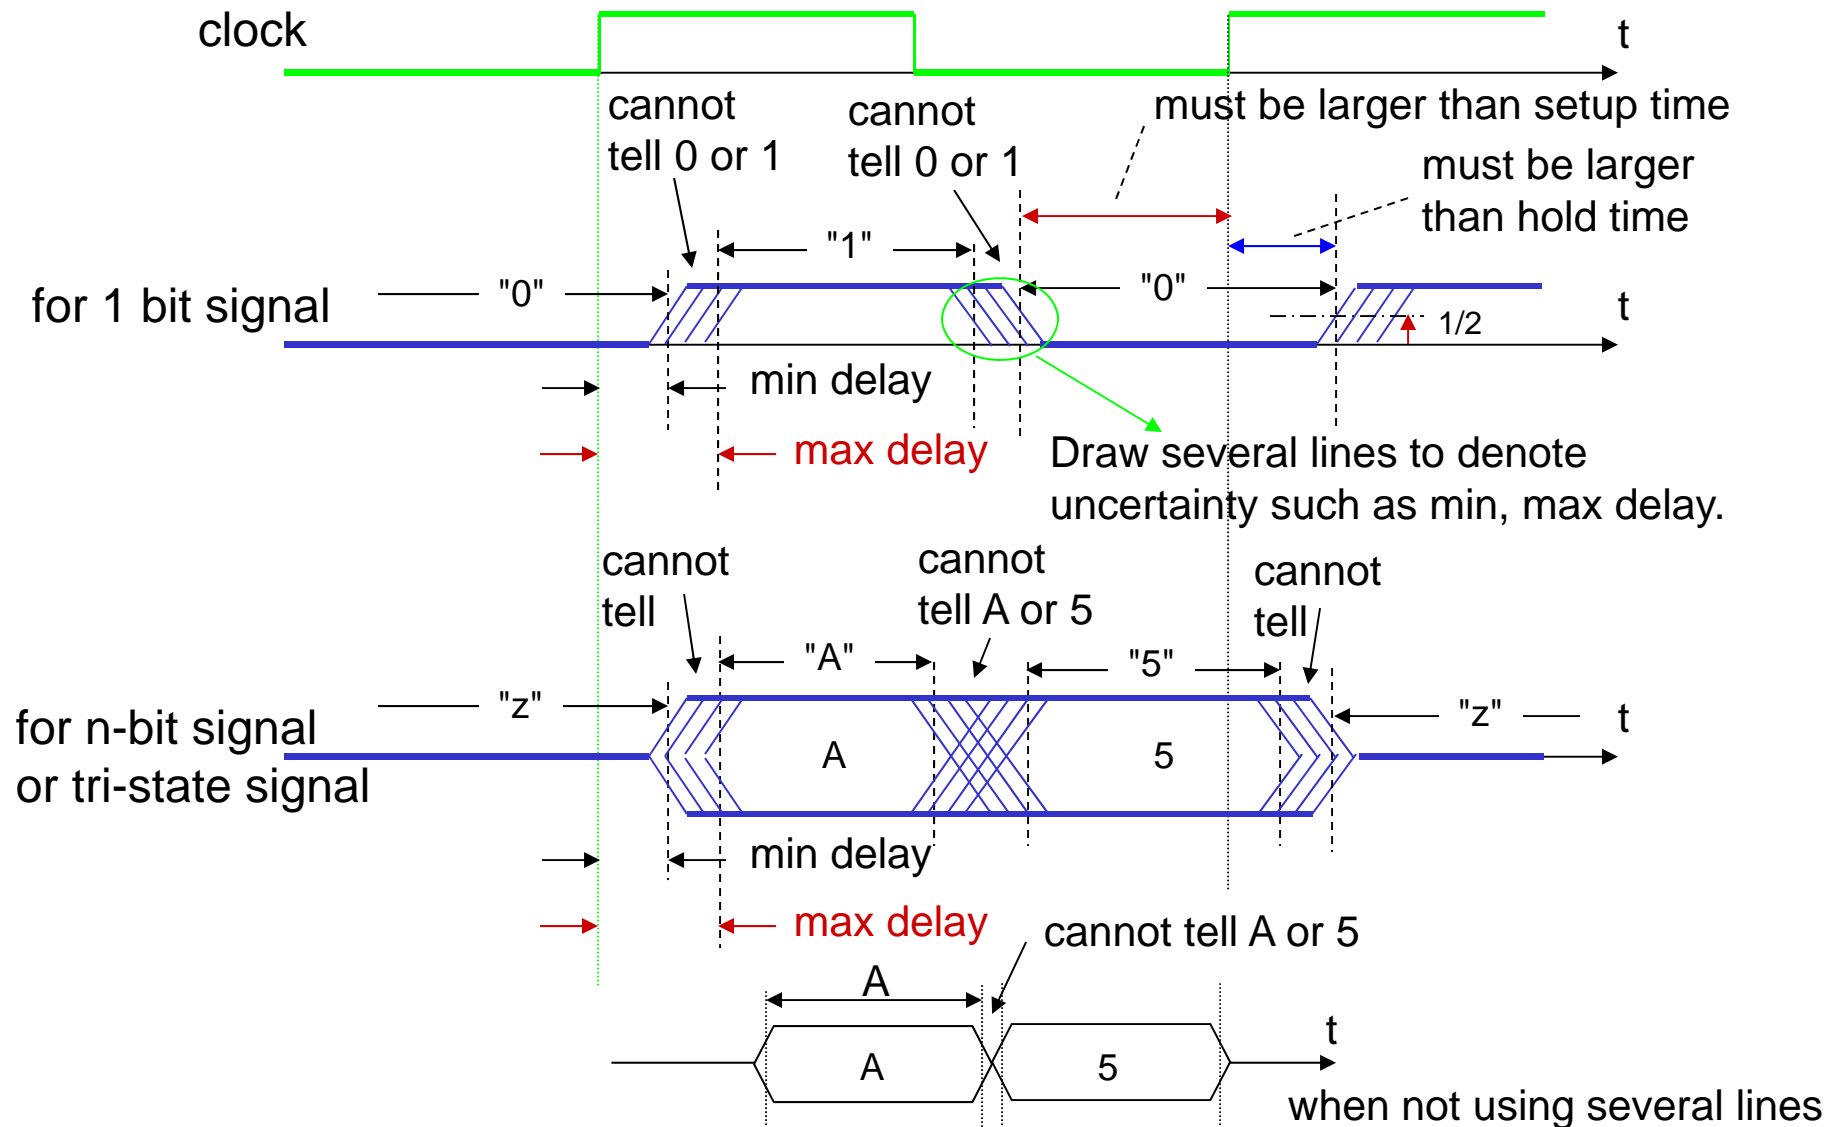 clock
t
cannot
tell 0 or 1
cannot
tell 0 or 1
must be larger than setup time
must be larger
than hold time
for 1 bit signal
"0"
"1"
"0"
1/2
t
min delay
max delay
Draw several lines to denote
uncertainty such as min, max delay.
cannot
tell
cannot
tell A or 5
cannot
tell
for n-bit signal
or tri-state signal
"z"
"A"
"5"
"z"
t
A
5
min delay
max delay
cannot tell A or 5
A
A
5
t
when not using several lines